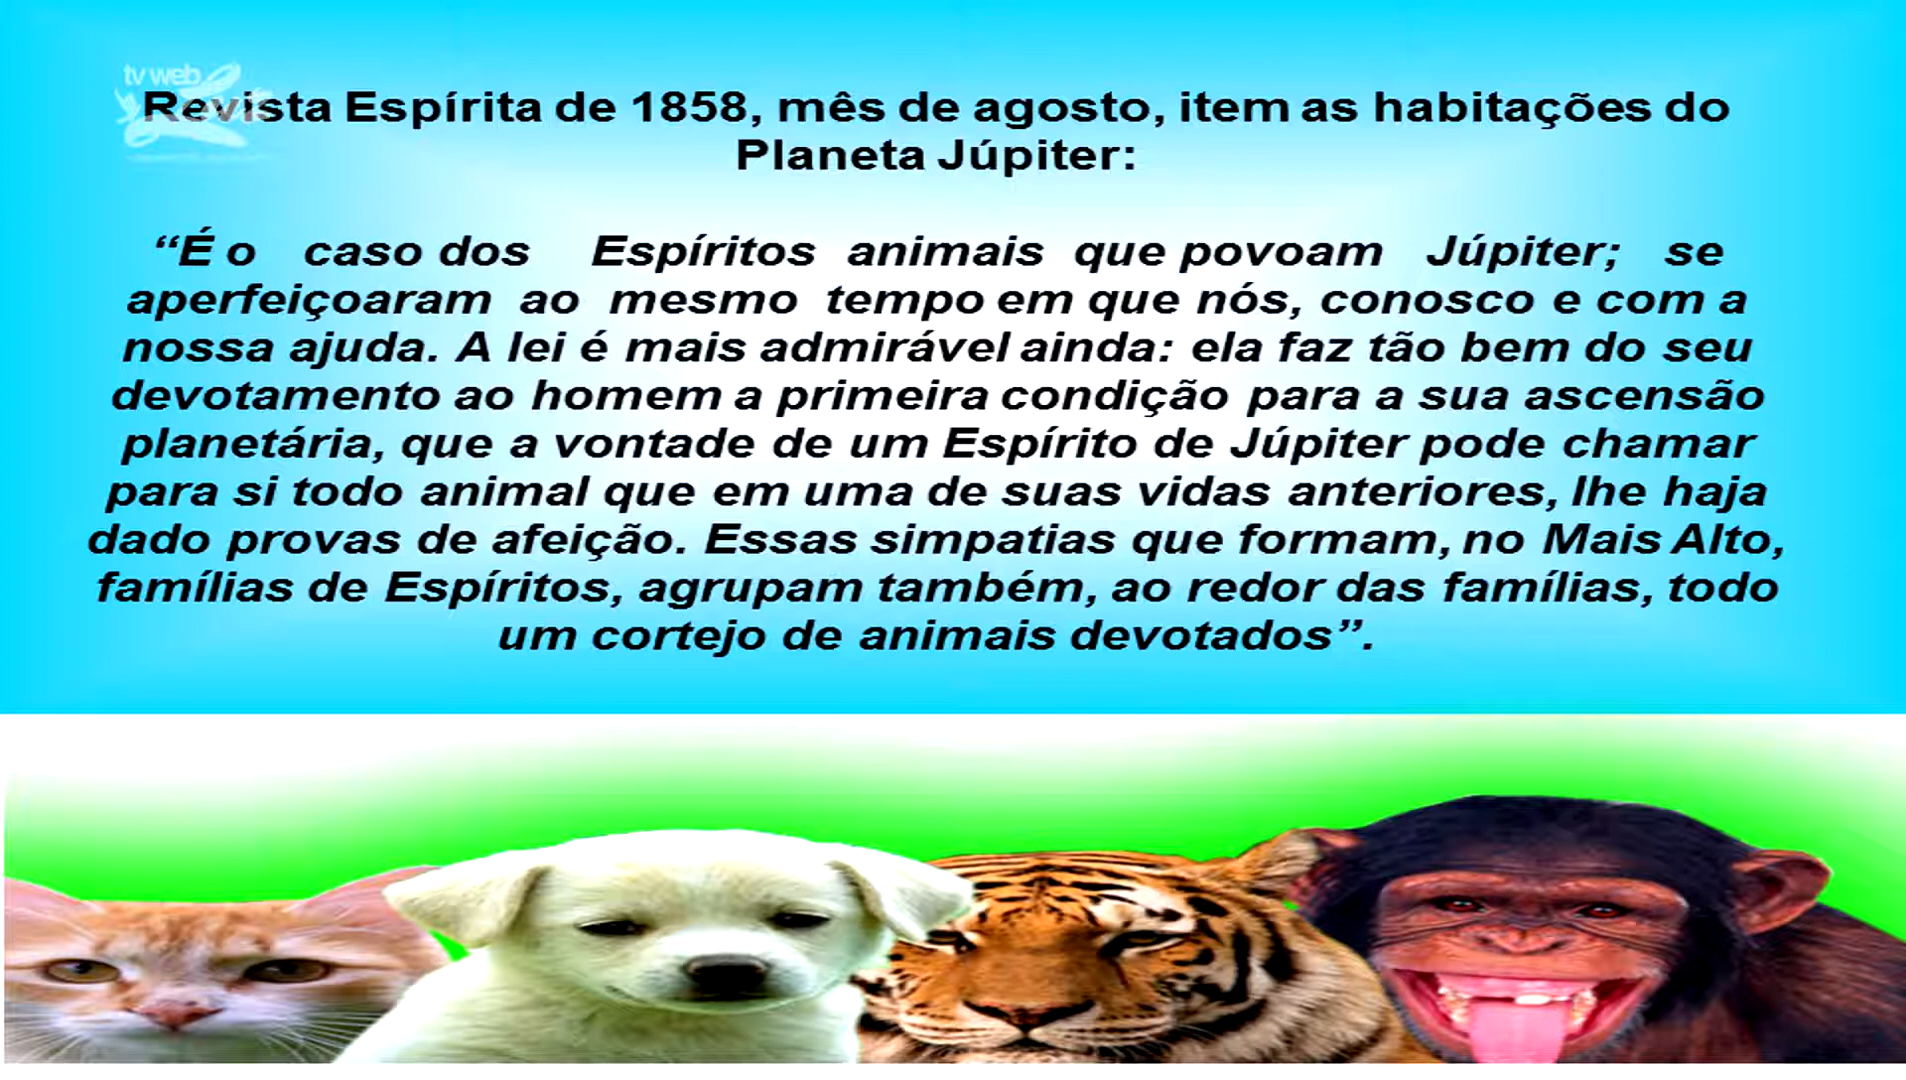 tv web
Revista Espírita de 1858, mês de agosto, item as habitações do
Planeta Júpiter:
“É o caso dos Espíritos animais que povoam Júpiter; se
aperfeiçoaram ao mesmo tempo em que nós, conosco e com a
nossa ajuda. A lei é mais admirável ainda: ela faz tão bem do seu
devotamento ao homem a primeira condição para a sua ascensão
planetária, que a vontade de um Espírito de Júpiter pode chamar
para si todo animal que em uma de suas vidas anteriores, lhe haja
dado provas de afeição. Essas simpatias que formam, no Mais Alto,
famílias de Espíritos, agrupam também, ao redor das famílias, todo
um cortejo de animais devotados”.